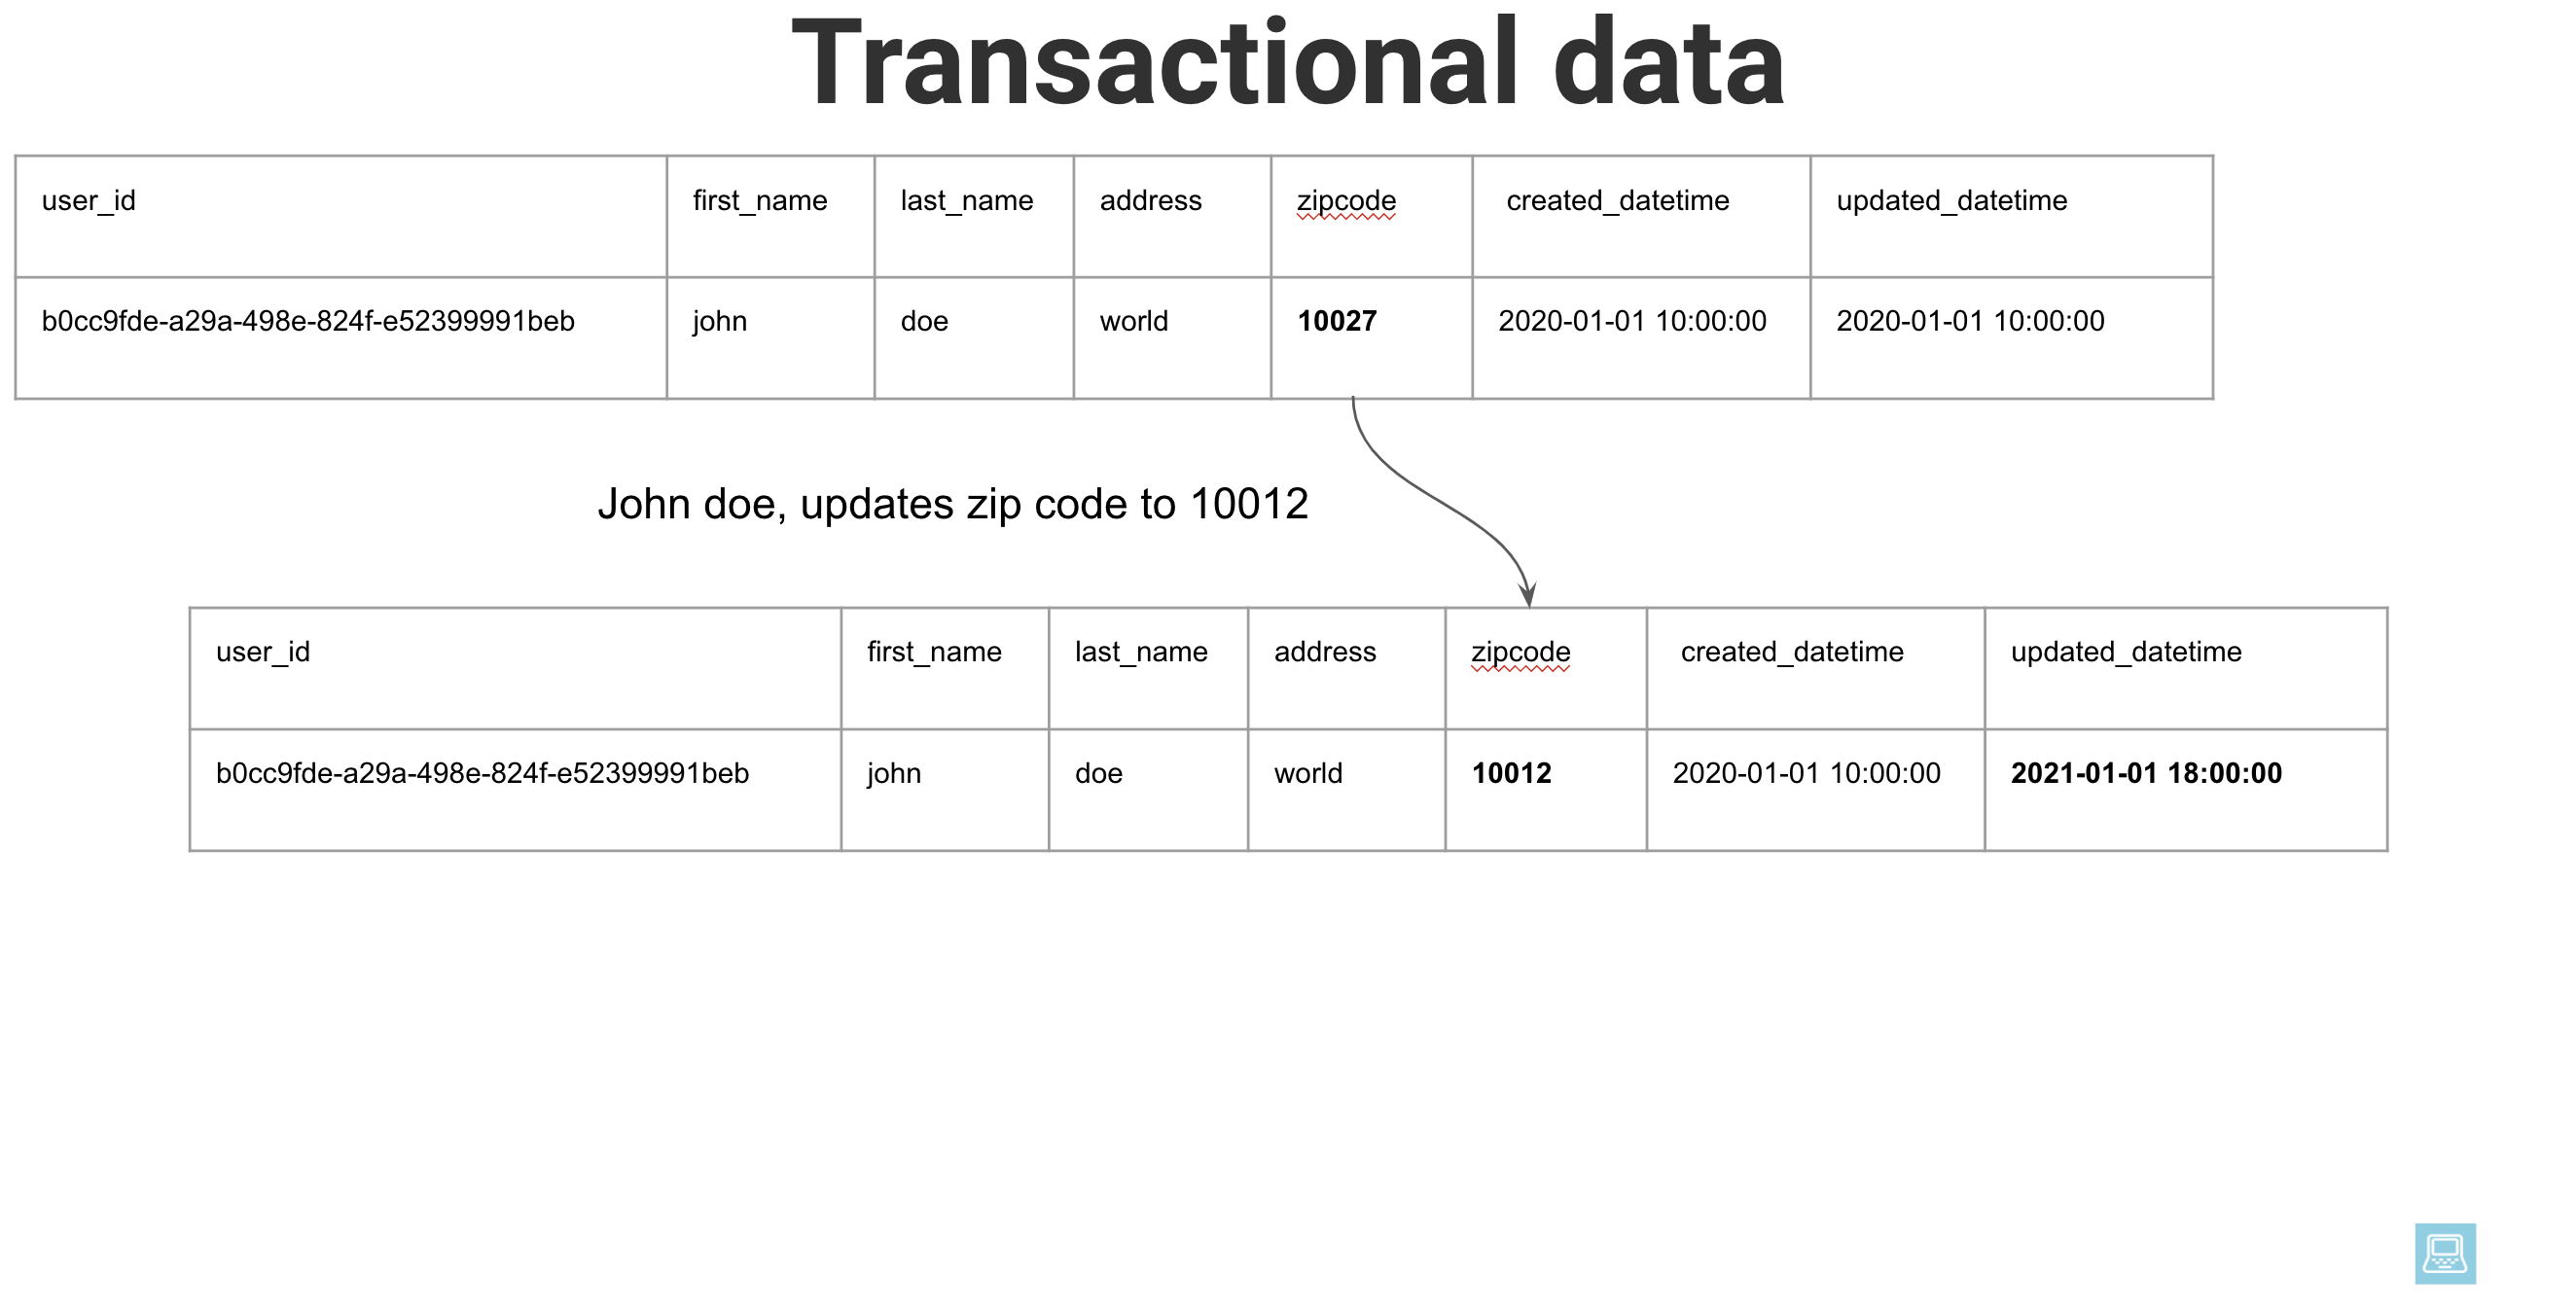 Transactional data
user_id first_name last_name address zipcode created_datetime updated_datetime
b0cc9fde-a29a-498e-824f-e52399991beb john doe world 10027 2020-01-01 10:00:00 2020-01-01 10:00:00
John doe, updates zip code to 10012
user_id first_name last_name address zipcode created_datetime updated_datetime
b0cc9fde-a29a-498e-824f-e52399991beb john doe world 10012 2020-01-01 10:00:00 2021-01-01 18:00:00